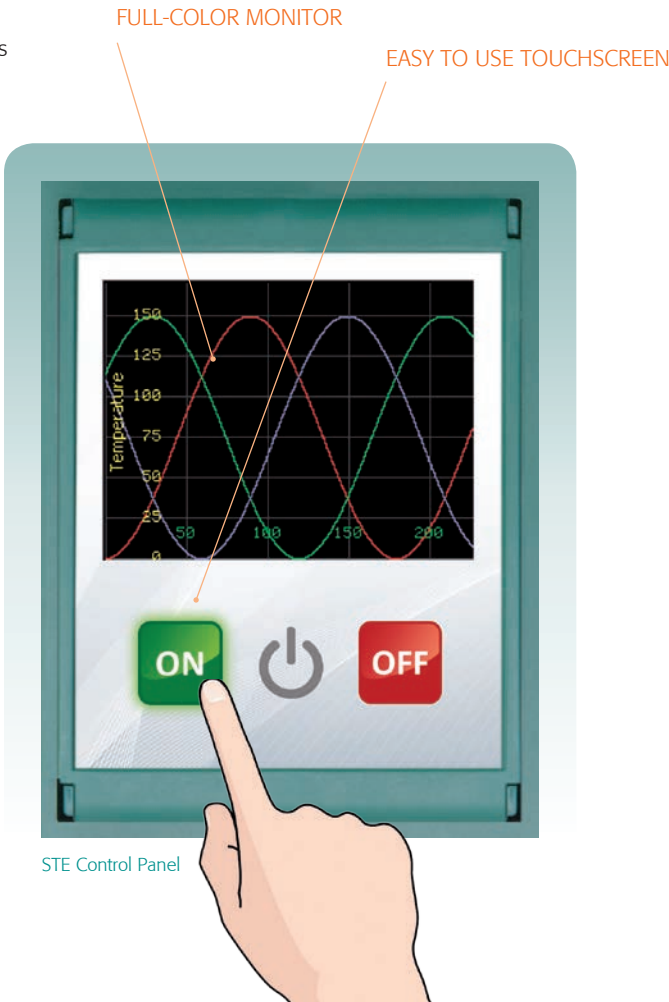 FULL-COLOR MONITOR
s
EASY TO USE TOUCHSCREEN
150
125
100
75
50
25
0
Temperature
50 100 150 200
ON OFF
STE Control Panel